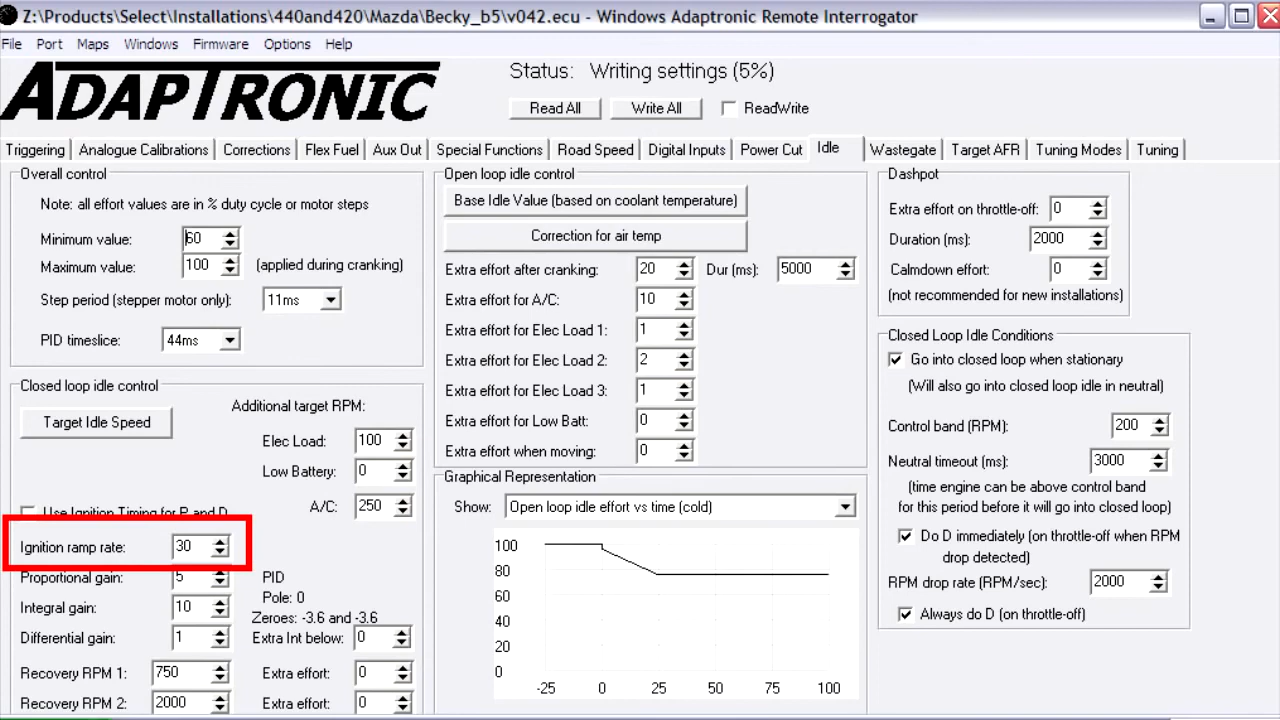 Z:\Products\Select\Installations\440and420\Mazda\Becky_b5\v042.ecu - Windows Adaptronic Remote Interrogator
File Port Maps Windows Firmware Options Help
ADAPTRONIC
Status: Writing settings (5%)
Read All Write All ReadWrite
Triggering Analogue Calibrations Corrections Flex Fuel Aux Out Special Functions Road Speed Digital Inputs Power Cut Idle Wastegate Target AFR Tuning Modes Tuning
Overall control
Note: all effort values are in % duty cycle or motor steps
Minimum value: 60
Maximum value: 100 (applied during cranking)
Step period (stepper motor only): 11ms
PID timeslice: 44ms
Closed loop idle control
Target Idle Speed
Additional target RPM:
Elec Load: 100
Low Battery: 0
A/C: 250
Use Ignition Timing for P and D
Ignition ramp rate: 30
Proportional gain: 5
Integral gain: 10
Differential gain: 1
PID
Pole: 0
Zeroes: -3.6 and -3.6
Extra Int below: 0
Recovery RPM 1: 750 Extra effort: 0
Recovery RPM 2: 2000 Extra effort: 0
Open loop idle control
Base Idle Value (based on coolant temperature)
Correction for air temp
Extra effort after cranking: 20 Dur (ms): 5000
Extra effort for A/C: 10
Extra effort for Elec Load 1: 1
Extra effort for Elec Load 2: 2
Extra effort for Elec Load 3: 1
Extra effort for Low Batt: 0
Extra effort when moving: 0
Graphical Representation
Show: Open loop idle effort vs time (cold)
100
80
60
40
20
0
-25 0 25 50 75 100
Dashpot
Extra effort on throttle-off: 0
Duration (ms): 2000
Calmdown effort: 0
(not recommended for new installations)
Closed Loop Idle Conditions
Go into closed loop when stationary
(Will also go into closed loop idle in neutral)
Control band (RPM): 200
Neutral timeout (ms): 3000
(time engine can be above control band
for this period before it will go into closed loop)
Do D immediately (on throttle-off when RPM
drop detected)
RPM drop rate (RPM/sec): 2000
Always do D (on throttle-off)